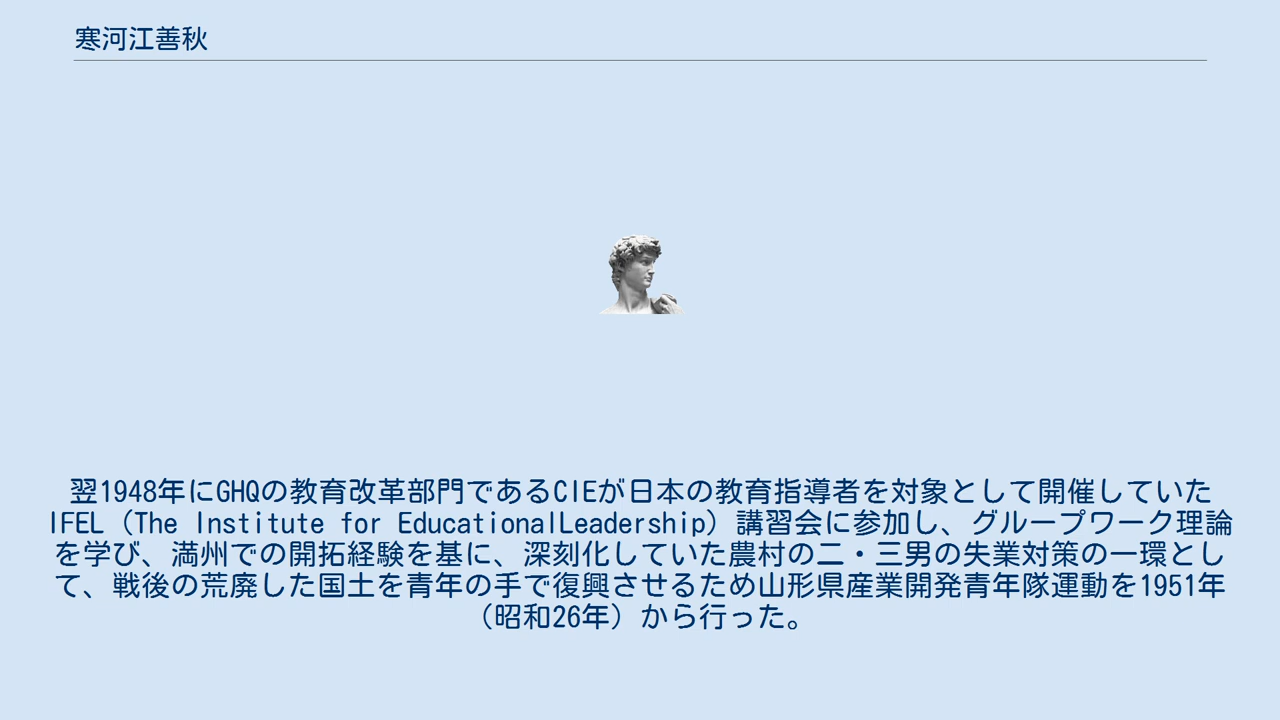 寒河江善秋
翌1948年にGHQの教育改革部門であるCIEが日本の教育指導者を対象として開催していた
IFEL（The Institute for EducationalLeadership）講習会に参加し、グループワーク理論
を学び、満州での開拓経験を基に、深刻化していた農村の二・三男の失業対策の一環とし
て、戦後の荒廃した国土を青年の手で復興させるため山形県産業開発青年隊運動を1951年
（昭和26年）から行った。